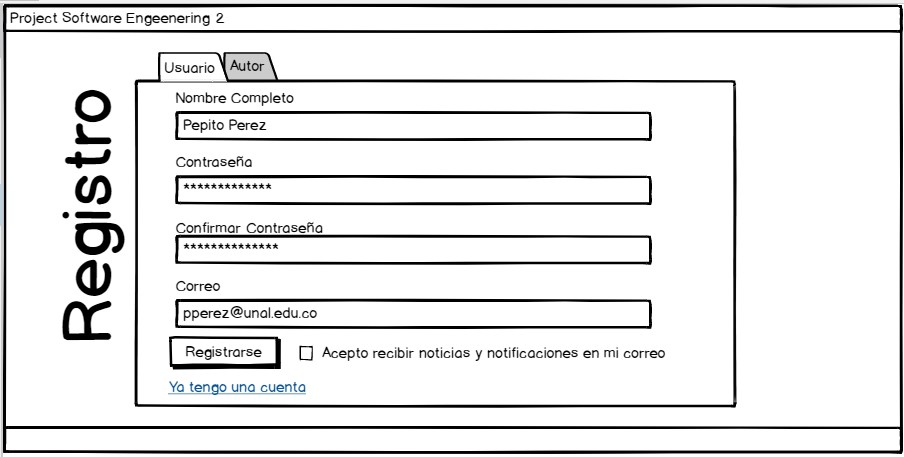 Project Software Engeenering 2
Registro
Usuario
Autor
Nombre Completo
Pepito Perez
Contraseña
*************
Confirmar Contraseña
**************
Correo
pperez@unal.edu.co
Registrarse
Acepto recibir noticias y notificaciones en mi correo
Ya tengo una cuenta